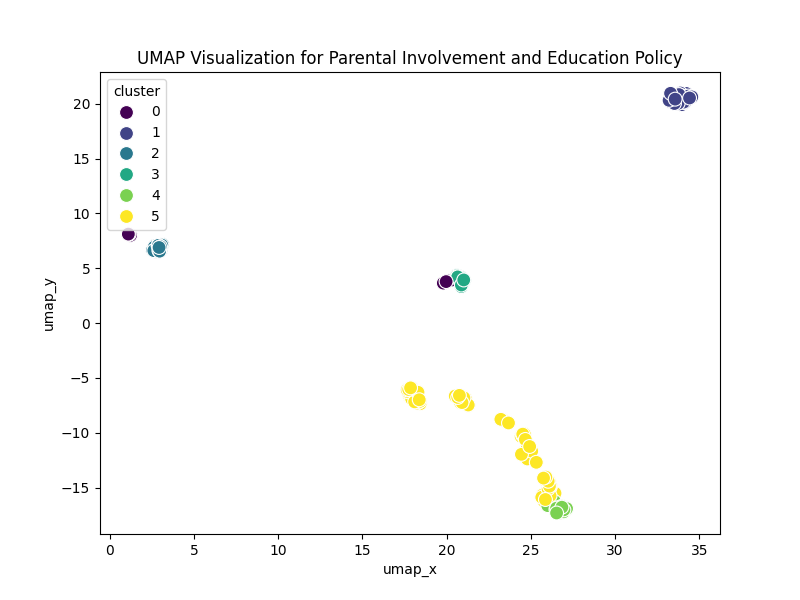 UMAP Visualization for Parental Involvement and Education Policy
cluster
0
1
2
3
4
5
20
15
10
5
0
−5
−10
−15
umap_y
0 5 10 15 20 25 30 35
umap_x